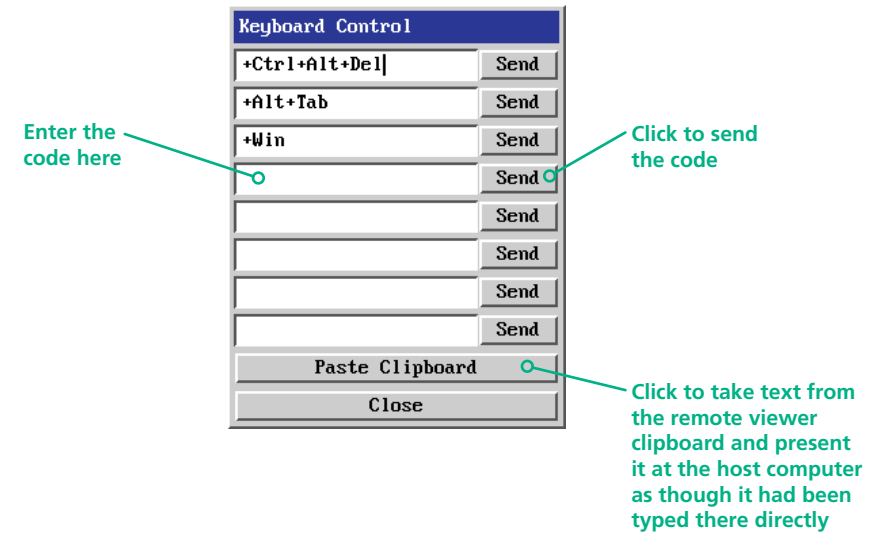 Keyboard Control
+Ctrl+Alt+Del Send
+Alt+Tab Send
+Win Send
Enter the
code here
Click to send
the code
Send
Send
Send
Send
Send
Paste Clipboard
Close
Click to take text from
the remote viewer
clipboard and present
it at the host computer
as though it had been
typed there directly